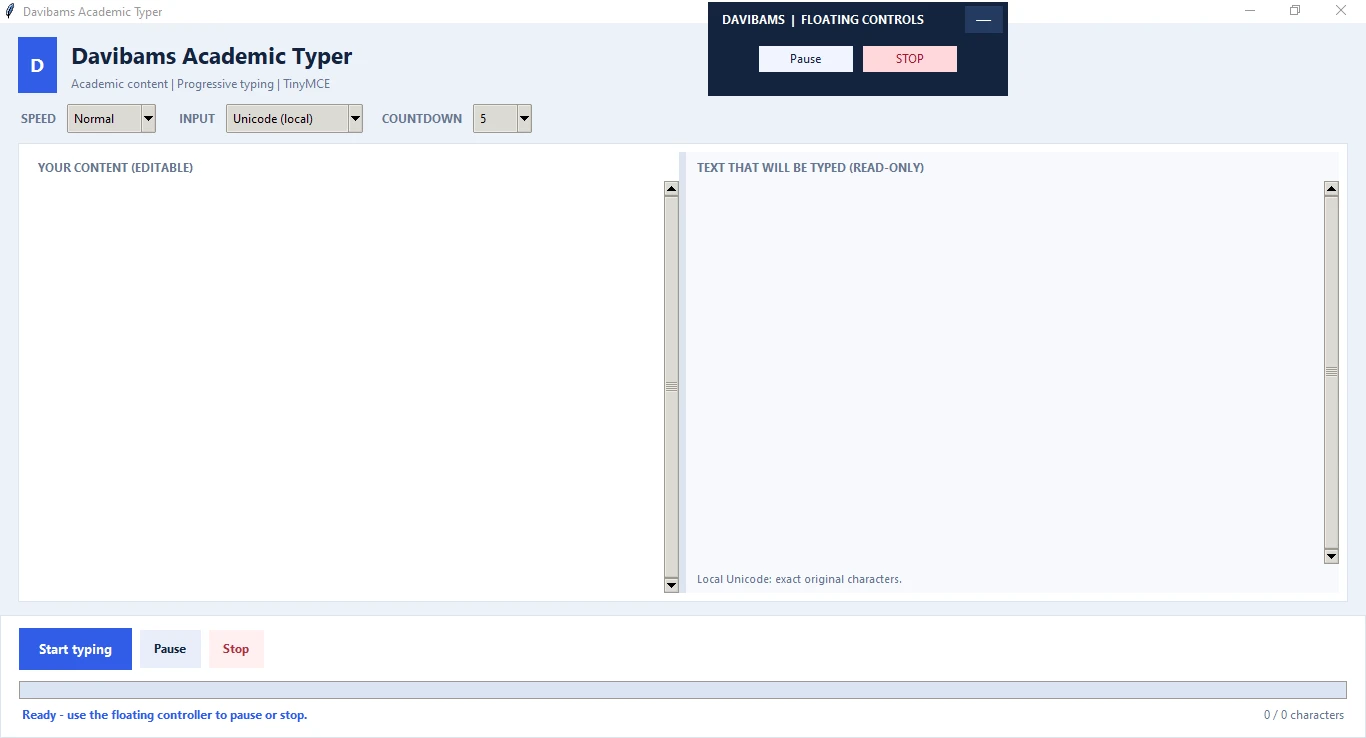 Davibams Academic Typer
DAVIBAMS | FLOATING CONTROLS
—
Pause
STOP
D
Davibams Academic Typer
Academic content | Progressive typing | TinyMCE
SPEED
Normal
INPUT
Unicode (local)
COUNTDOWN
5
YOUR CONTENT (EDITABLE)
TEXT THAT WILL BE TYPED (READ-ONLY)
Local Unicode: exact original characters.
Start typing
Pause
Stop
Ready - use the floating controller to pause or stop.
0 / 0 characters